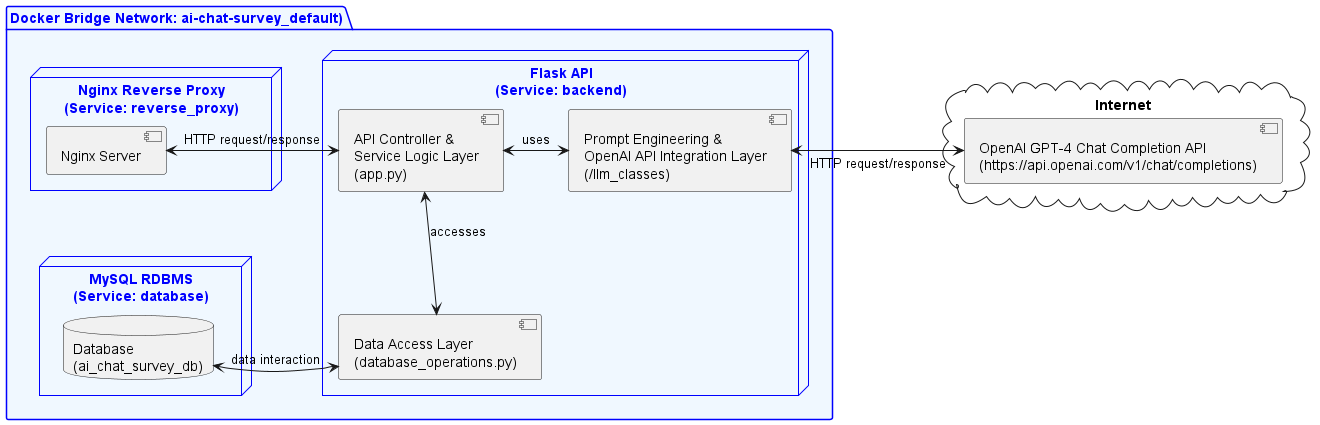 Docker Bridge Network: ai-chat-survey_default)
Nginx Reverse Proxy
(Service: reverse_proxy)
Nginx Server
HTTP request/response
Flask API
(Service: backend)
API Controller &
Service Logic Layer
(app.py)
uses
Prompt Engineering &
OpenAI API Integration Layer
(/llm_classes)
HTTP request/response
Internet
OpenAI GPT-4 Chat Completion API
(https://api.openai.com/v1/chat/completions)
accesses
MySQL RDBMS
(Service: database)
Database
(ai_chat_survey_db)
data interaction
Data Access Layer
(database_operations.py)